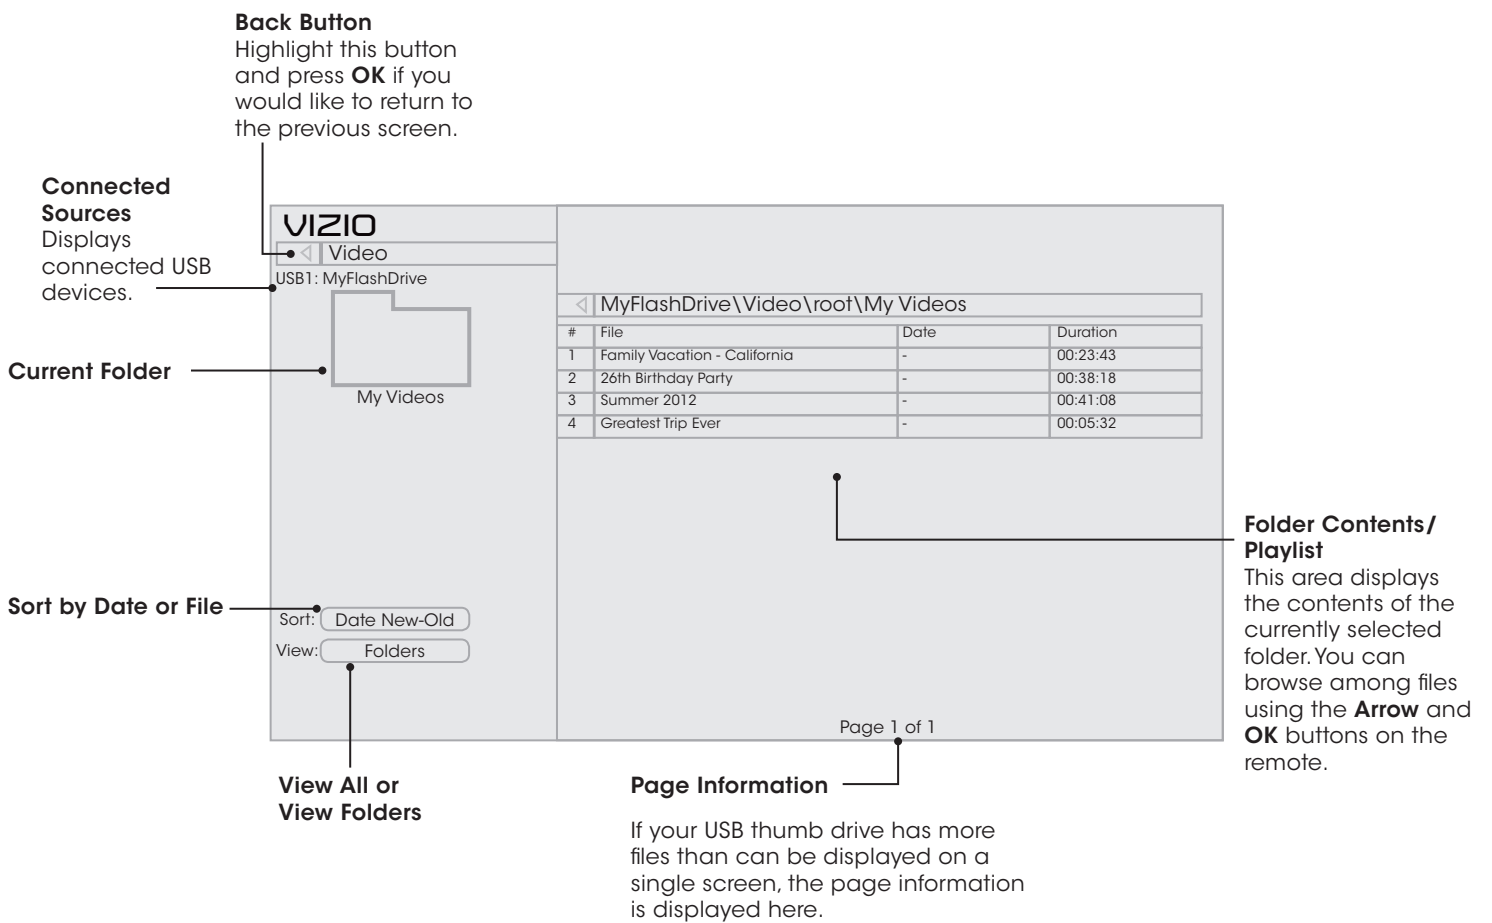 Back Button
Highlight this button
and press OK if you
would like to return to
the previous screen.
Connected
Sources
Displays
connected USB
devices.
Current Folder
Sort by Date or File
VIZIO
Video
USB1: MyFlashDrive
My Videos
Sort: Date New-Old
View: Folders
MyFlashDrive\Video\root\My Videos
# File Date Duration
1 Family Vacation - California - 00:23:43
2 26th Birthday Party - 00:38:18
3 Summer 2012 - 00:41:08
4 Greatest Trip Ever - 00:05:32
Page 1 of 1
Folder Contents/
Playlist
This area displays
the contents of the
currently selected
folder. You can
browse among files
using the Arrow and
OK buttons on the
remote.
View All or
View Folders
Page Information
If your USB thumb drive has more
files than can be displayed on a
single screen, the page information
is displayed here.